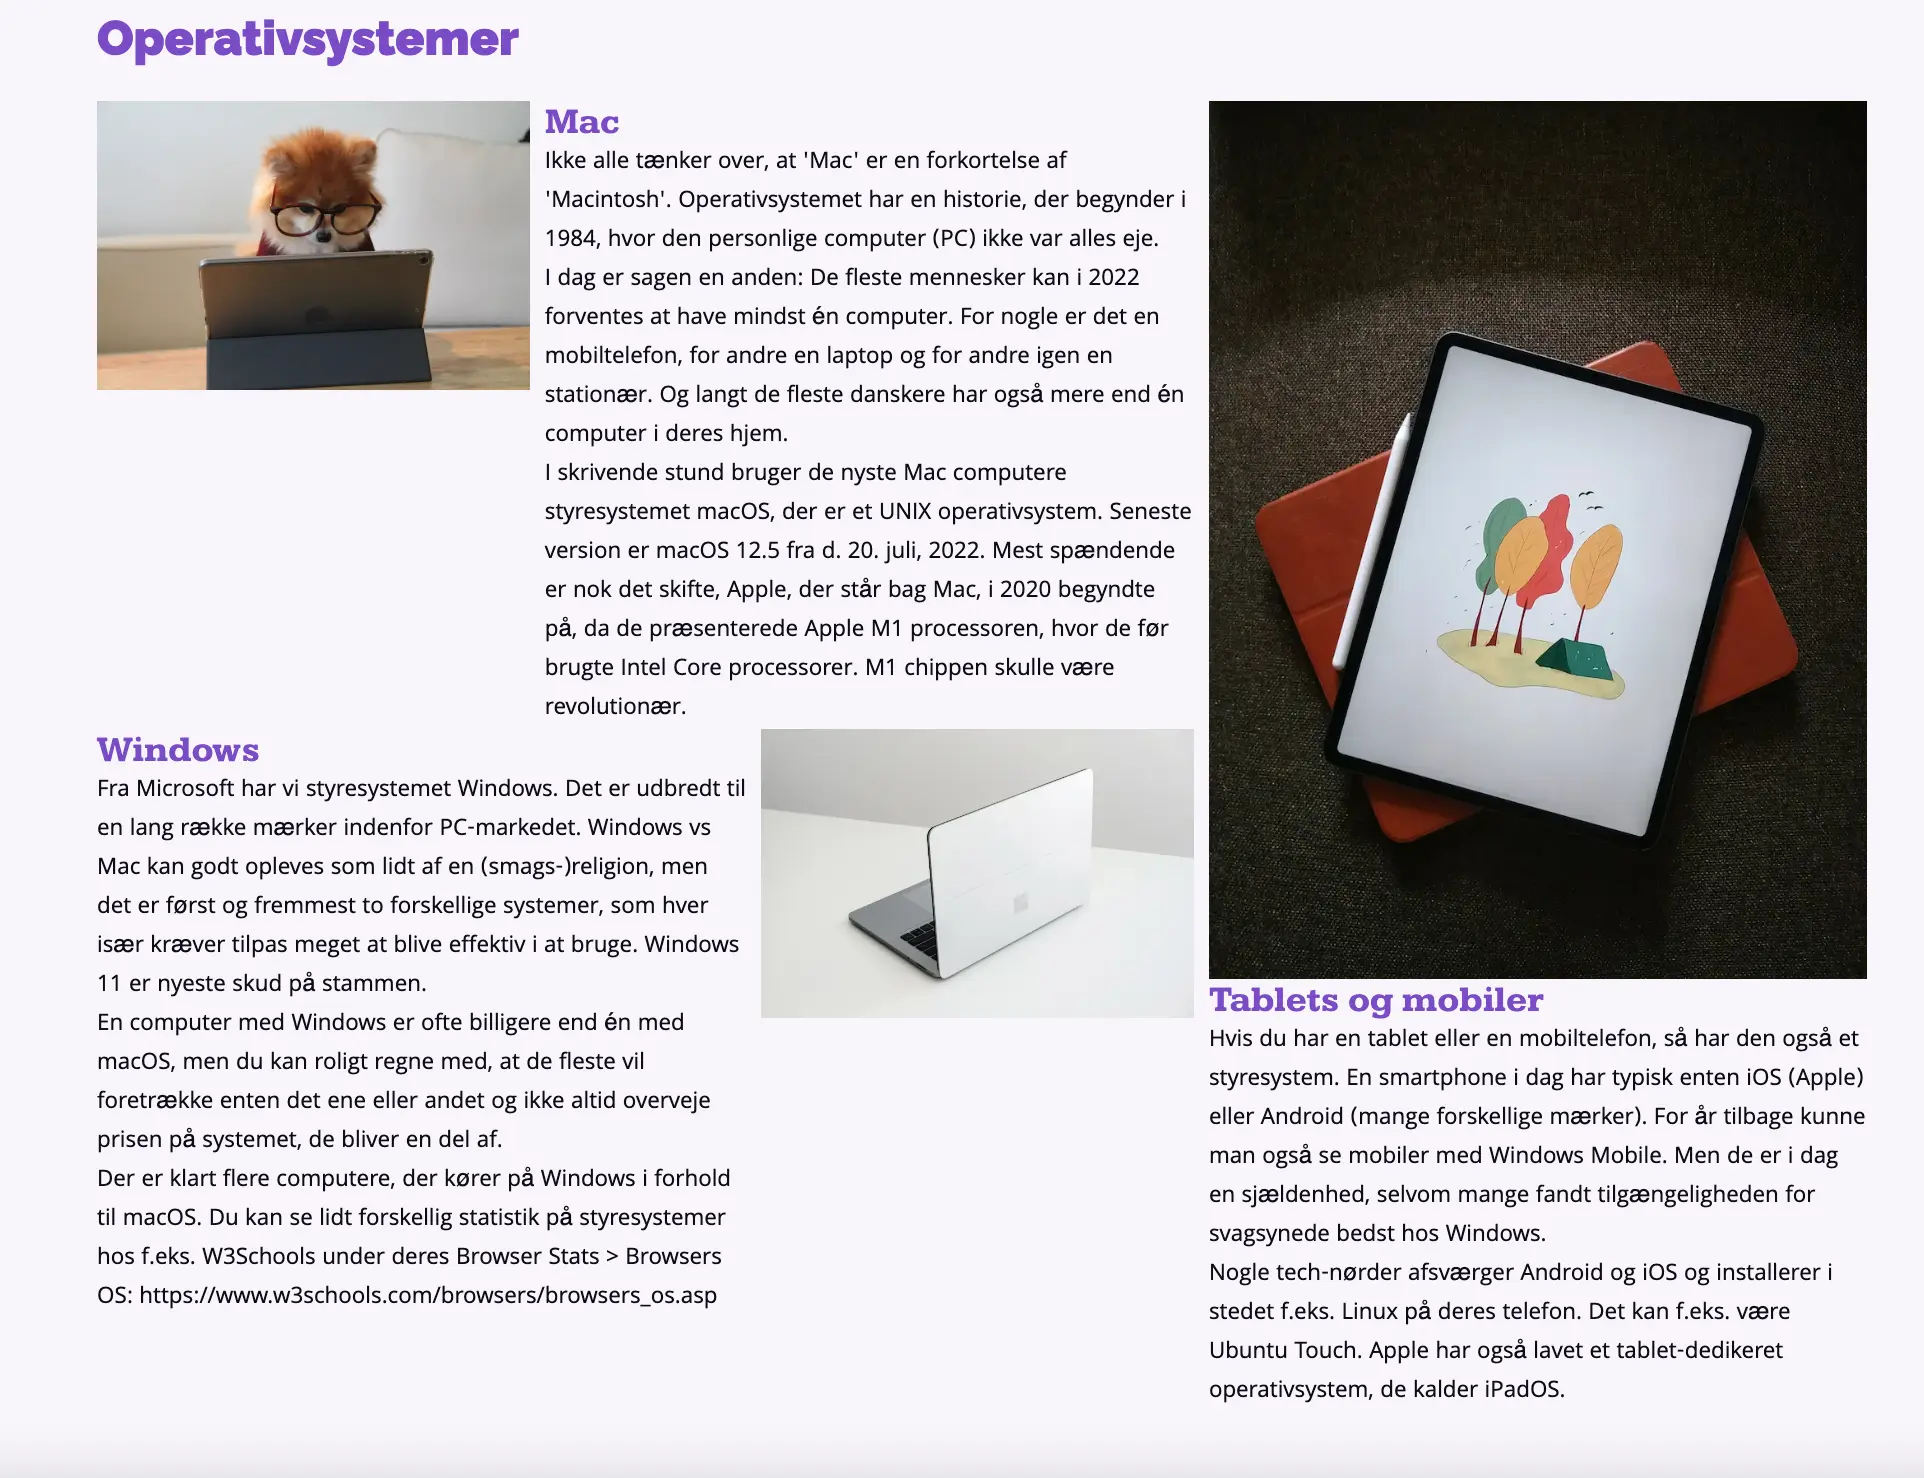 Operativsystemer
Mac
Ikke alle tænker over, at 'Mac' er en forkortelse af
'Macintosh'. Operativsystemet har en historie, der begynder i
1984, hvor den personlige computer (PC) ikke var alles eje.
I dag er sagen en anden: De fleste mennesker kan i 2022
forventes at have mindst én computer. For nogle er det en
mobiltelefon, for andre en laptop og for andre igen en
stationær. Og langt de fleste danskere har også mere end én
computer i deres hjem.
I skrivende stund bruger de nyste Mac computere
styresystemet macOS, der er et UNIX operativsystem. Seneste
version er macOS 12.5 fra d. 20. juli, 2022. Mest spændende
er nok det skifte, Apple, der står bag Mac, i 2020 begyndte
på, da de præsenterede Apple M1 processoren, hvor de før
brugte Intel Core processorer. M1 chippen skulle være
revolutionær.
Windows
Fra Microsoft har vi styresystemet Windows. Det er udbredt til
en lang række mærker indenfor PC-markedet. Windows vs
Mac kan godt opleves som lidt af en (smags-)religion, men
det er først og fremmest to forskellige systemer, som hver
især kræver tilpas meget at blive effektiv i at bruge. Windows
11 er nyeste skud på stammen.
En computer med Windows er ofte billigere end én med
macOS, men du kan roligt regne med, at de fleste vil
foretrække enten det ene eller andet og ikke altid overveje
prisen på systemet, de bliver en del af.
Der er klart flere computere, der kører på Windows i forhold
til macOS. Du kan se lidt forskellig statistik på styresystemer
hos f.eks. W3Schools under deres Browser Stats > Browsers
OS: https://www.w3schools.com/browsers/browsers_os.asp
Tablets og mobiler
Hvis du har en tablet eller en mobiltelefon, så har den også et
styresystem. En smartphone i dag har typisk enten iOS (Apple)
eller Android (mange forskellige mærker). For år tilbage kunne
man også se mobiler med Windows Mobile. Men de er i dag
en sjældenhed, selvom mange fandt tilgængeligheden for
svagsynede bedst hos Windows.
Nogle tech-nørder afsværger Android og iOS og installerer i
stedet f.eks. Linux på deres telefon. Det kan f.eks. være
Ubuntu Touch. Apple har også lavet et tablet-dedikeret
operativsystem, de kalder iPadOS.